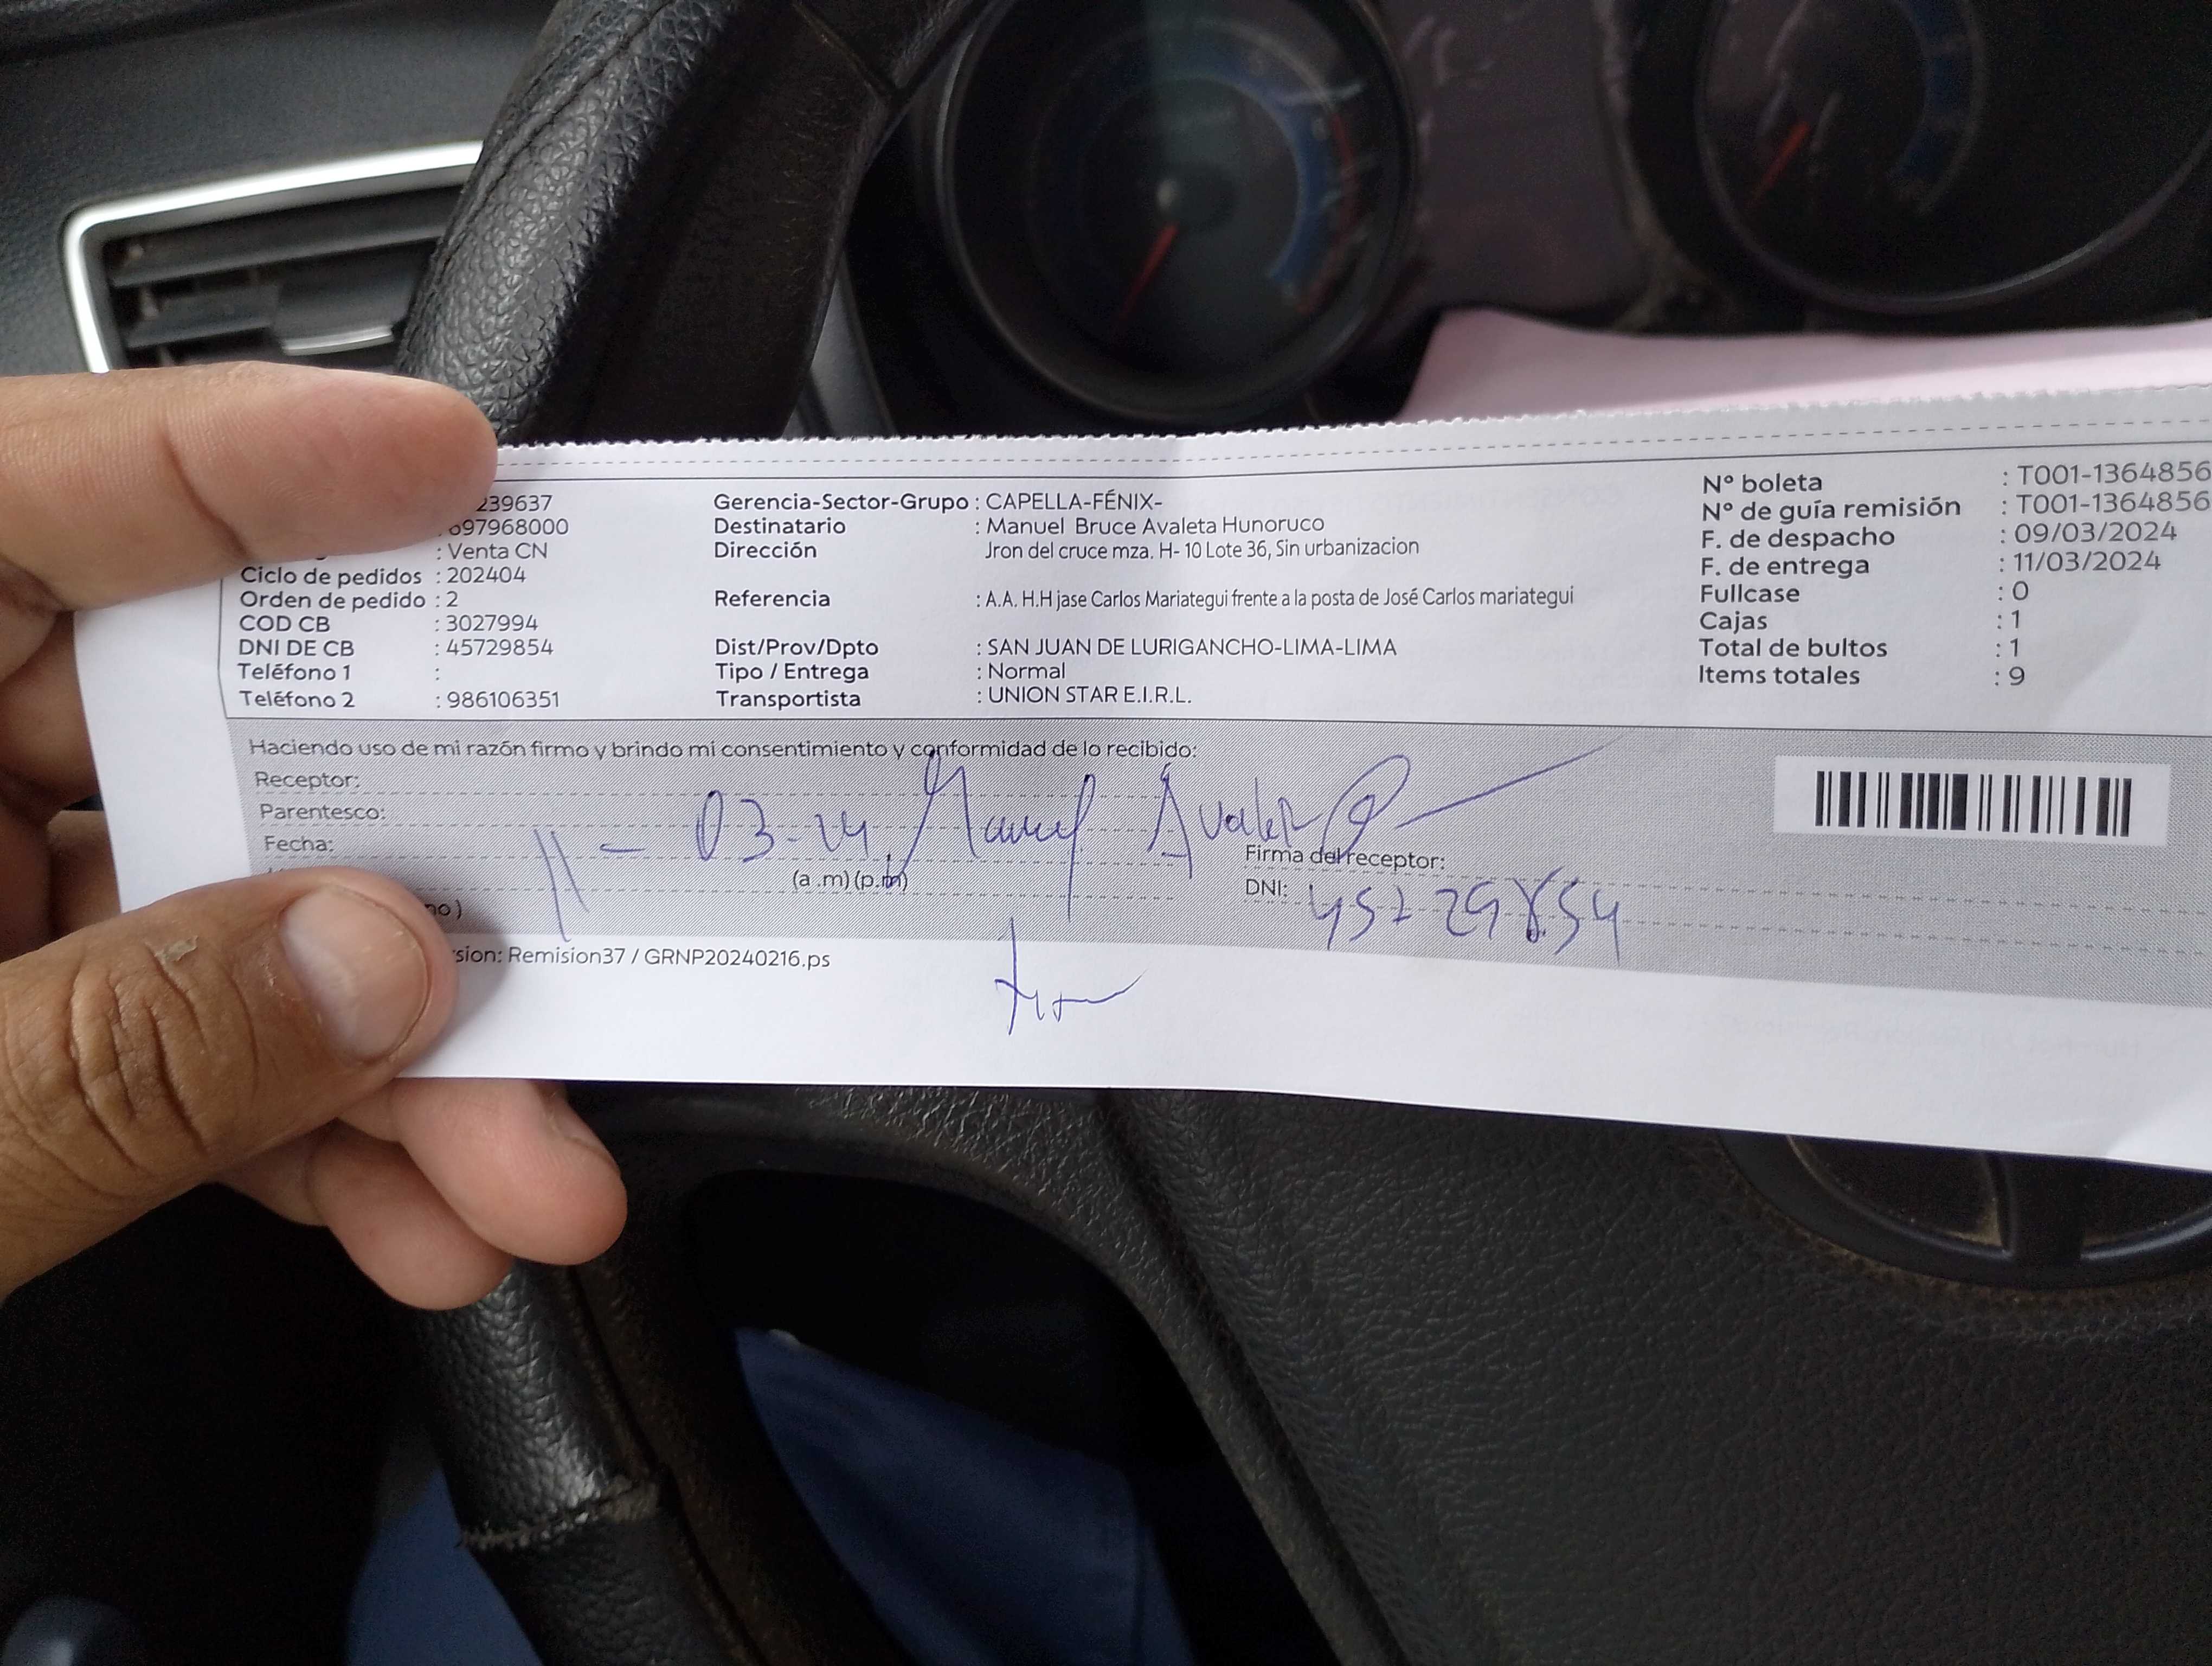 239637
697968000
: Venta CN
Ciclo de pedidos : 202404
Orden de pedido : 2
COD CB : 3027994
DNI DE CB : 45729854
Teléfono 1 :
Teléfono 2 : 986106351
Gerencia-Sector-Grupo : CAPELLA-FÉNIX-
Destinatario : Manuel Bruce Avaleta Hunoruco
Dirección Jron del cruce mza. H- 10 Lote 36, Sin urbanizacion
Referencia : A.A. H.H jase Carlos Mariategui frente a la posta de José Carlos mariategui
Dist/Prov/Dpto : SAN JUAN DE LURIGANCHO-LIMA-LIMA
Tipo / Entrega : Normal
Transportista : UNION STAR E.I.R.L.
N° boleta : T001-1364856
N° de guía remisión : T001-1364856
F. de despacho : 09/03/2024
F. de entrega : 11/03/2024
Fullcase : 0
Cajas : 1
Total de bultos : 1
Items totales : 9
Haciendo uso de mi razón firmo y brindo mi consentimiento y conformidad de lo recibido:
Receptor:
Parentesco:
Fecha: 11 - 03-24 Manuel Avaleta
(a .m) (p.m)
Firma del receptor:
DNI: 45729854
no )
sion: Remision37 / GRNP20240216.ps